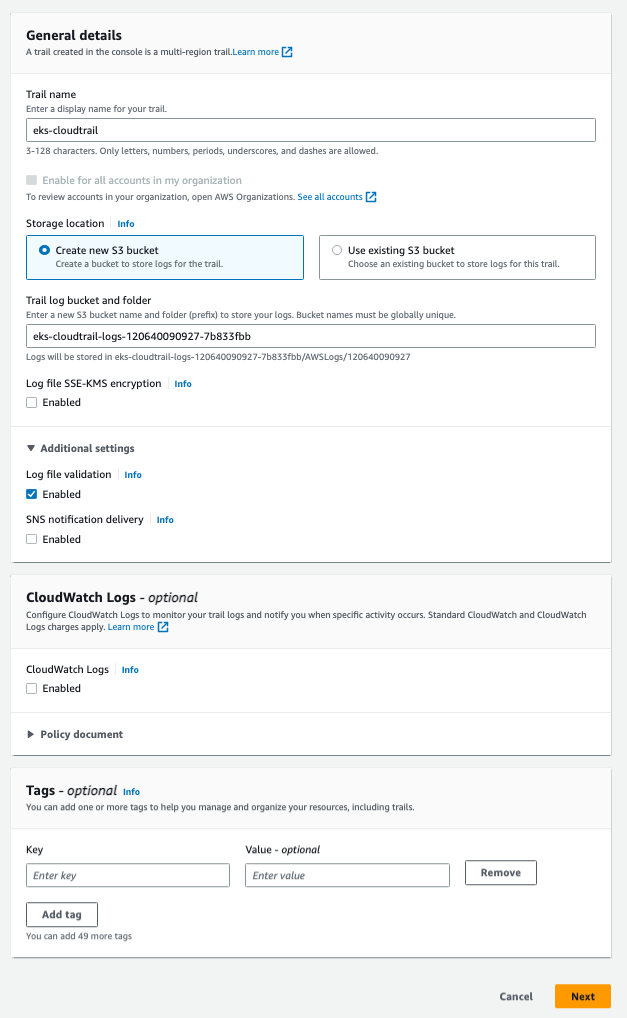 General details
A trail created in the console is a multi-region trail.Learn more
Trail name
Enter a display name for your trail.
eks-cloudtrail
3-128 characters. Only letters, numbers, periods, underscores, and dashes are allowed.
Enable for all accounts in my organization
To review accounts in your organization, open AWS Organizations. See all accounts
Storage location Info
Create new S3 bucket
Create a bucket to store logs for the trail.
Use existing S3 bucket
Choose an existing bucket to store logs for this trail.
Trail log bucket and folder
Enter a new S3 bucket name and folder (prefix) to store your logs. Bucket names must be globally unique.
eks-cloudtrail-logs-120640090927-7b833fbb
Logs will be stored in eks-cloudtrail-logs-120640090927-7b833fbb/AWSLogs/120640090927
Log file SSE-KMS encryption Info
Enabled
Additional settings
Log file validation Info
Enabled
SNS notification delivery Info
Enabled
CloudWatch Logs - optional
Configure CloudWatch Logs to monitor your trail logs and notify you when specific activity occurs. Standard CloudWatch and CloudWatch
Logs charges apply. Learn more
CloudWatch Logs Info
Enabled
Policy document
Tags - optional Info
You can add one or more tags to help you manage and organize your resources, including trails.
Key
Value - optional
Enter key
Enter value
Remove
Add tag
You can add 49 more tags
Cancel
Next